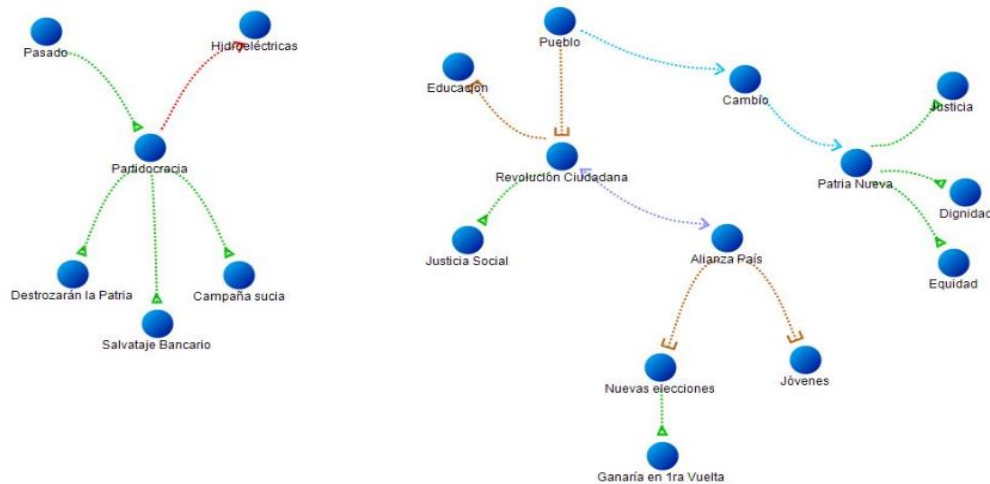 Pasado
Hidroeléctricas
Partidocracia
Destrozarán la Patria
Salvataje Bancario
Campaña sucia
Pueblo
Educación
Cambio
Justicia
Revolución Ciudadana
Patria Nueva
Dignidad
Justicia Social
Alianza País
Equidad
Nuevas elecciones
Jóvenes
Ganaría en 1ra Vuelta